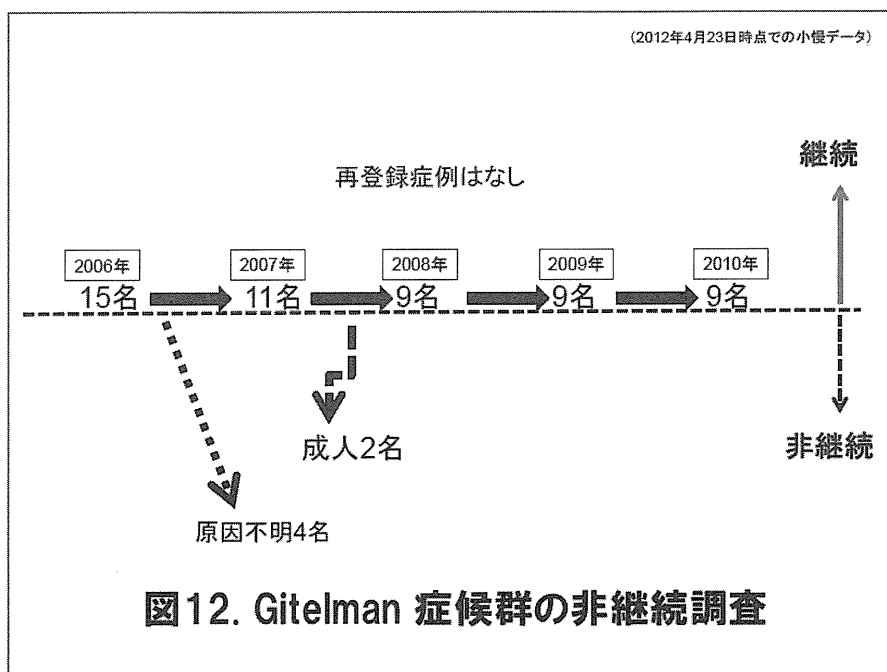 (2012年4月23日時点での小慢データ)
継続
再登録症例はなし
2006年 2007年 2008年 2009年 2010年
15名 11名 9名 9名 9名
成人2名
非継続
原因不明4名
図12. Gitelman 症候群の非継続調査